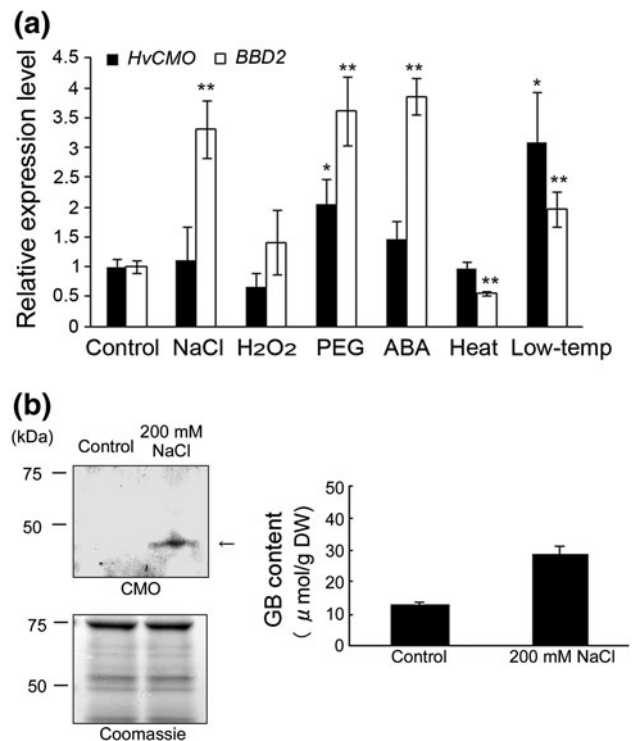 (a)
HvCMO BBD2
Relative expression level
4.5
4
3.5
3
2.5
2
1.5
1
0.5
0
**
*
**
**
**
*
**
Control NaCl H2O2 PEG ABA Heat Low-temp
(b)
(kDa)
Control
200 mM
NaCl
75
50
←
CMO
75
50
Coomassie
GB content
( μ mol/g DW)
50
40
30
20
10
0
Control 200 mM NaCl